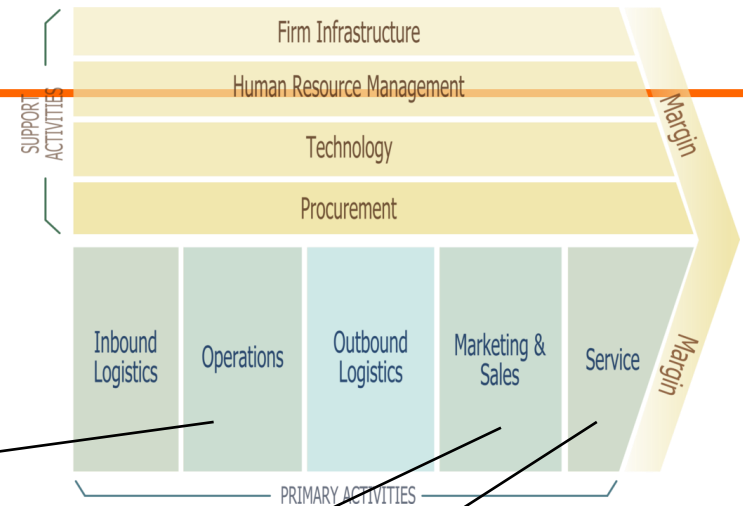 Firm Infrastructure
Human Resource Management
SUPPORT
ACTIVITIES
Technology
Procurement
Margin
Inbound
Logistics
Operations
Outbound
Logistics
Marketing &
Sales
Service
Margin
PRIMARY ACTIVITIES